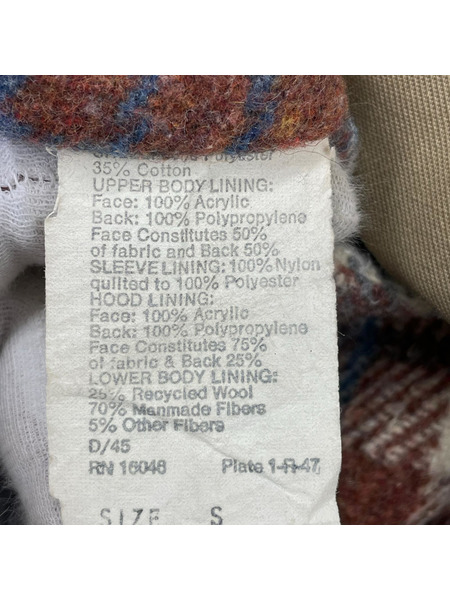 Polyester
35% Cotton
UPPER BODY LINING:
Face: 100% Acrylic
Back: 100% Polypropylene
Face Constitutes 50%
of fabric and Back 50%
SLEEVE LINING: 100% Nylon
quilted to 100% Polyester
HOOD LINING:
Face: 100% Acrylic
Back: 100% Polypropylene
Face Constitutes 75%
of fabric & Back 25%
LOWER BODY LINING:
25% Recycled Wool
70% Manmade Fibers
5% Other Fibers
D/45
RN 16046 Plate 1-R-47
SIZE S